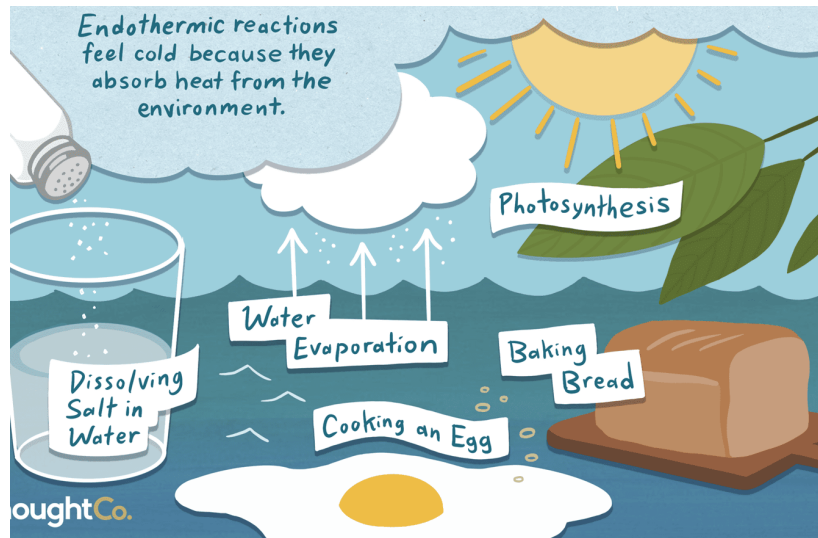 Endothermic reactions
feel cold because they
absorb heat from the
environment.
Photosynthesis
Water
Evaporation
Baking
Bread
Dissolving
Salt in
Water
Cooking an Egg
oughtCo.